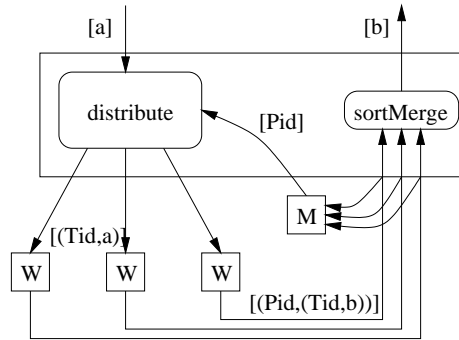 [a]
[b]
distribute
[Pid]
sortMerge
M
[(Tid,a)]
W
W
W
[(Pid,(Tid,b))]